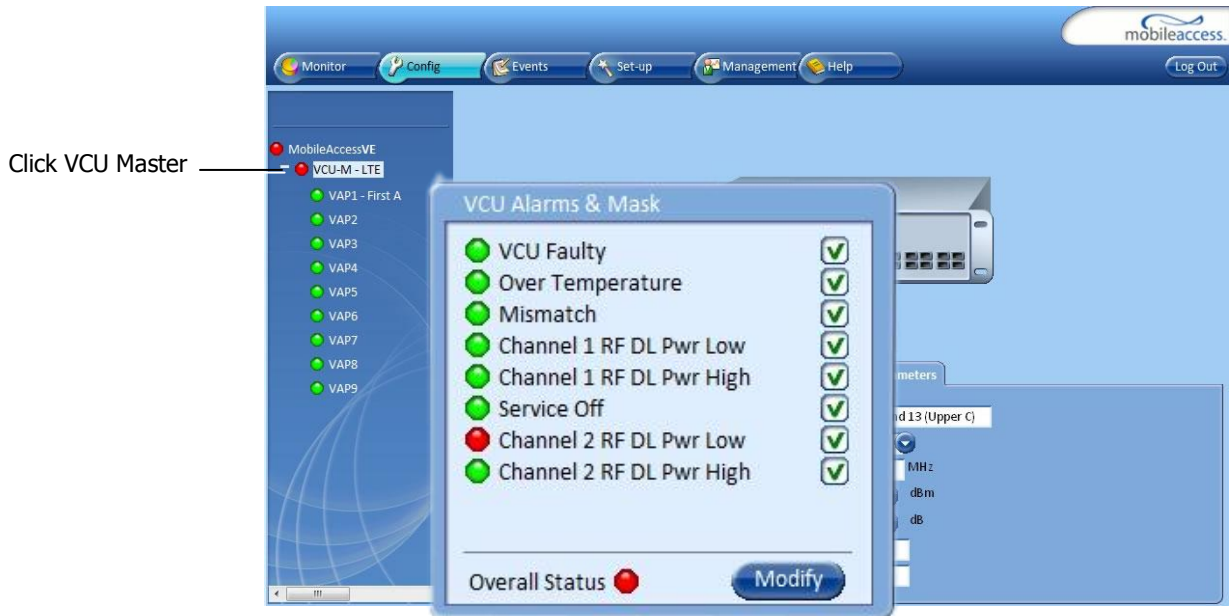 mobileaccess.
Monitor
Config
Events
Set-up
Management
Help
Log Out
Click VCU Master
MobileAccessVE
VCU-M - LTE
VAP1 - First A
VAP2
VAP3
VAP4
VAP5
VAP6
VAP7
VAP8
VAP9
VCU Alarms & Mask
VCU Faulty
Over Temperature
Mismatch
Channel 1 RF DL Pwr Low
Channel 1 RF DL Pwr High
Service Off
Channel 2 RF DL Pwr Low
Channel 2 RF DL Pwr High
Overall Status
Modify
meters
d 13 (Upper C)
MHz
dBm
dB